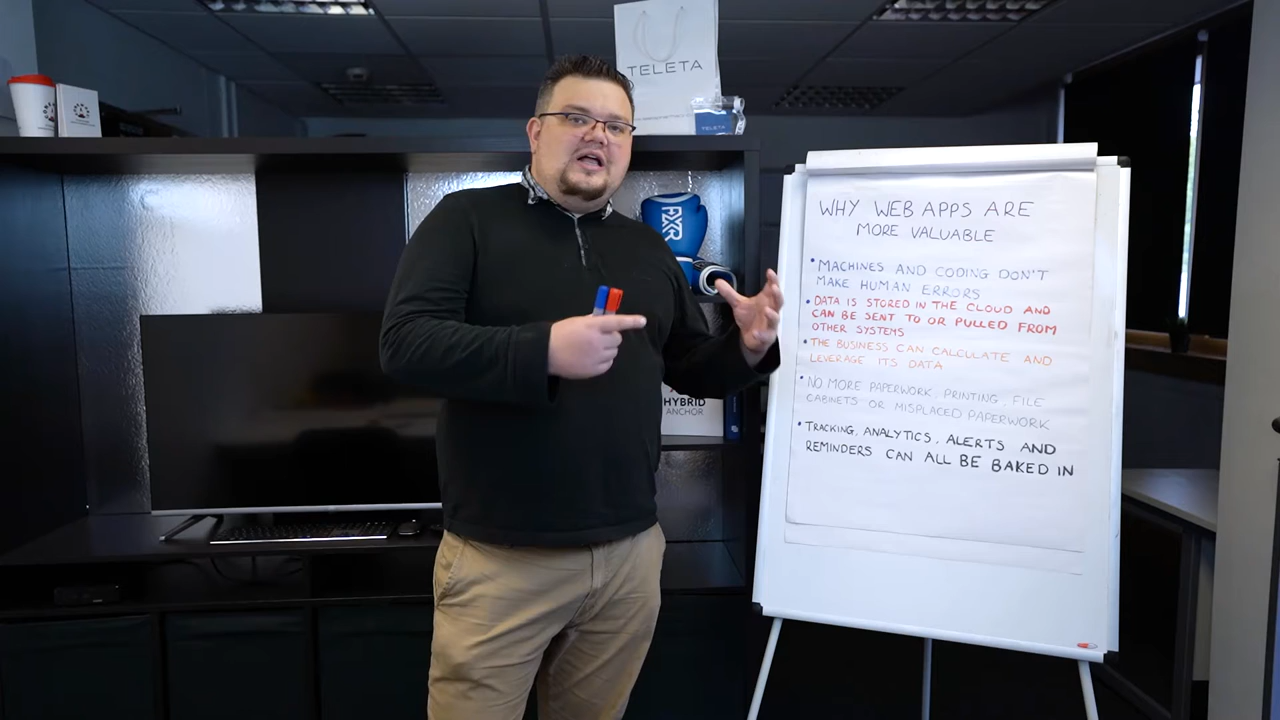 TELETA
TELETA
RXR
HYBRID
ANCHOR
WHY WEB APPS ARE
MORE VALUABLE
• MACHINES AND CODING DON'T
MAKE HUMAN ERRORS
• DATA IS STORED IN THE CLOUD AND
CAN BE SENT TO OR PULLED FROM
OTHER SYSTEMS
• THE BUSINESS CAN CALCULATE AND
LEVERAGE ITS DATA
• NO MORE PAPERWORK, PRINTING, FILE
CABINETS OR MISPLACED PAPERWORK
• TRACKING, ANALYTICS, ALERTS AND
REMINDERS CAN ALL BE BAKED IN